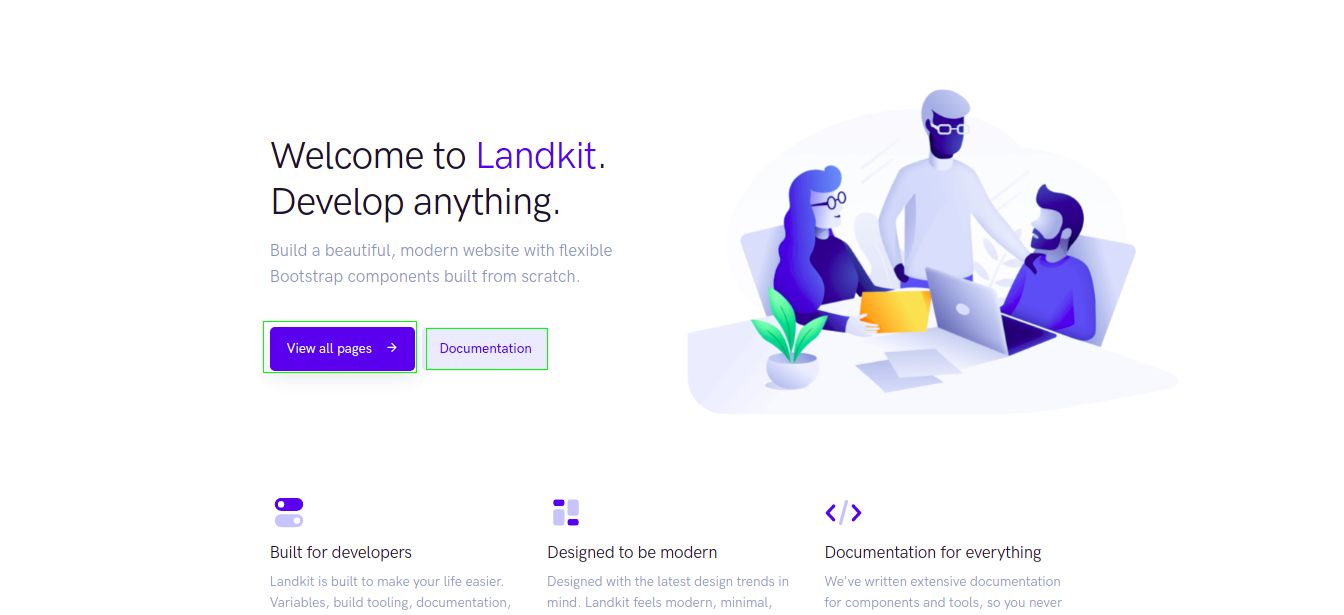 Welcome to Landkit.
Develop anything.
Build a beautiful, modern website with flexible
Bootstrap components built from scratch.
View all pages →
Documentation
Built for developers
Landkit is built to make your life easier.
Variables, build tooling, documentation,
Designed to be modern
Designed with the latest design trends in
mind. Landkit feels modern, minimal,
Documentation for everything
We've written extensive documentation
for components and tools, so you never